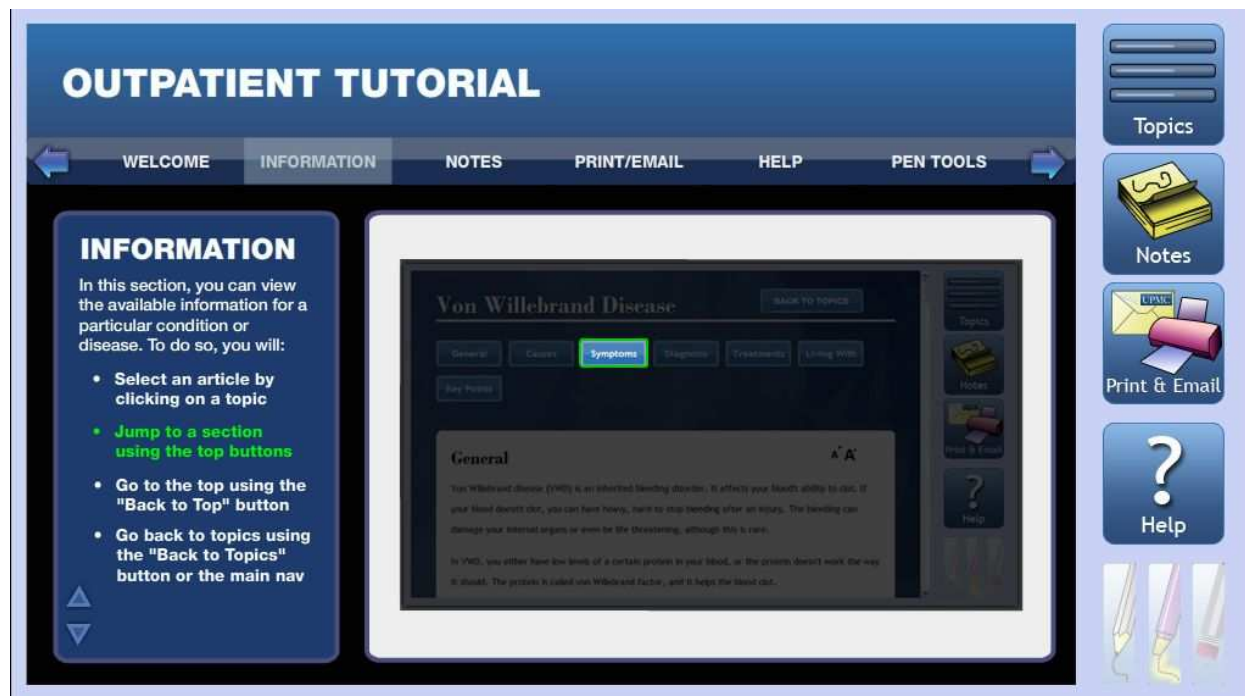 OUTPATIENT TUTORIAL
WELCOME INFORMATION NOTES PRINT/EMAIL HELP PEN TOOLS
INFORMATION
In this section, you can view
the available information for a
particular condition or
disease. To do so, you will:
• Select an article by
clicking on a topic
• Jump to a section
using the top buttons
• Go to the top using the
"Back to Top" button
• Go back to topics using
the "Back to Topics"
button or the main nav
Von Willebrand Disease
BACK TO TOPICS
General Causes Symptoms Diagnosis Treatments Living With
Key Points
General
A A
Von Willebrand disease (VWD) is an inherited bleeding disorder. It affects your bloods ability to clot. If
your blood doesn't clot, you can have heavy, hard to stop bleeding after an injury. The bleeding can
damage your internal organs or even be life threatening, although this is rare.
In VWD, you either have low levels of a certain protein in your blood, or the protein doesn't work the way
it should. The protein is called von Willebrand factor, and it helps the blood clot.
Topics
Notes
Print & Email
Help
Topics
Notes
UPMC
Print & Email
?
Help